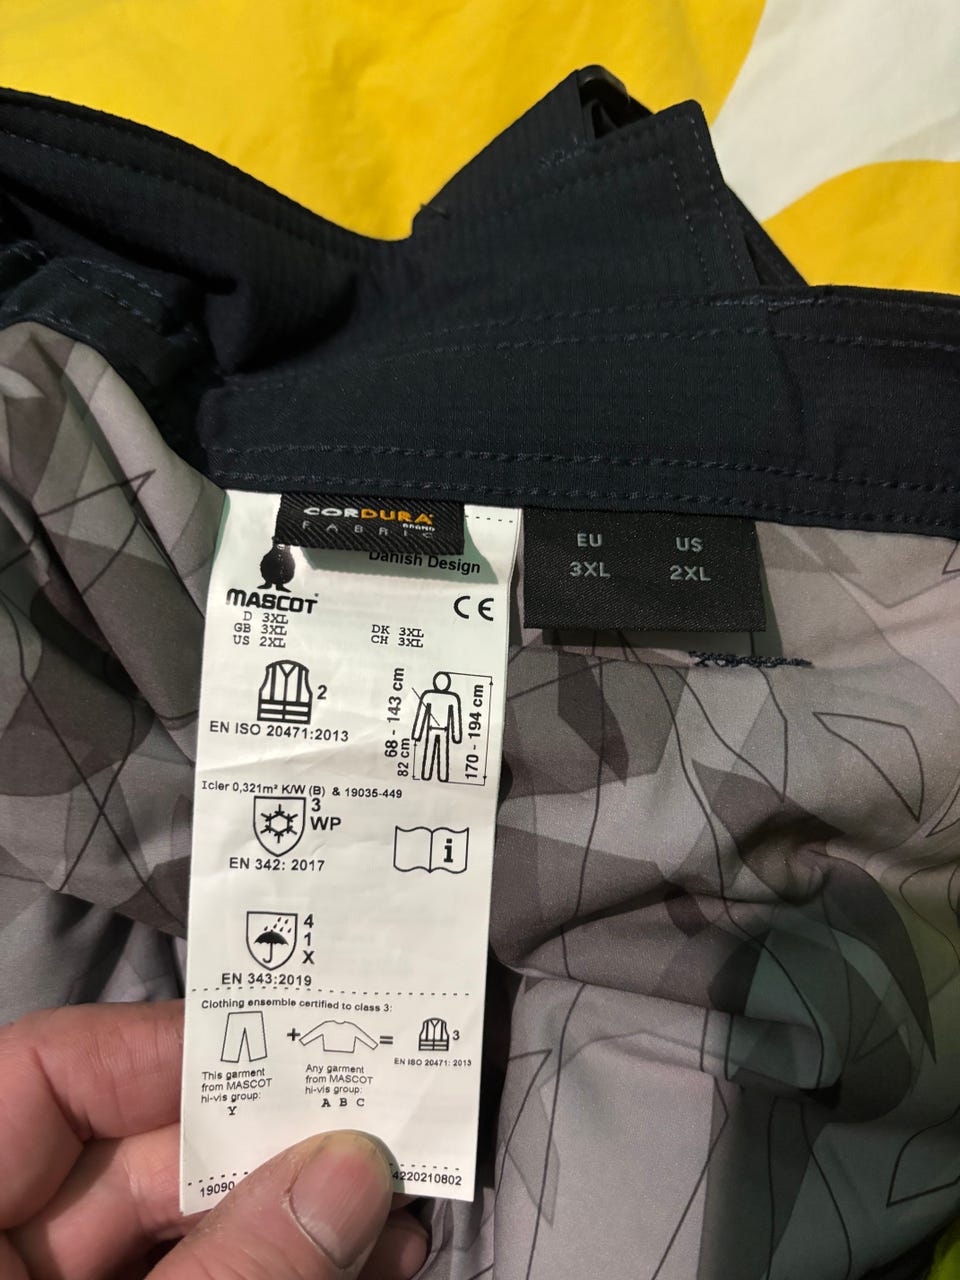 CORDURA
BRAND
FABRIC
Danish Design
MASCOT®
CE
D 3XL
GB 3XL
US 2XL
DK 3XL
CH 3XL
EU US
3XL 2XL
2
EN ISO 20471:2013
68 - 143 cm
82 cm
170 - 194 cm
Icler 0,321m² K/W (B) & 19035-449
3
WP
EN 342: 2017
i
4
1
X
EN 343:2019
Clothing ensemble certified to class 3:
+ =
3
EN ISO 20471: 2013
This garment
from MASCOT
hi-vis group:
Y
Any garment
from MASCOT
hi-vis group:
A B C
19090
4220210802